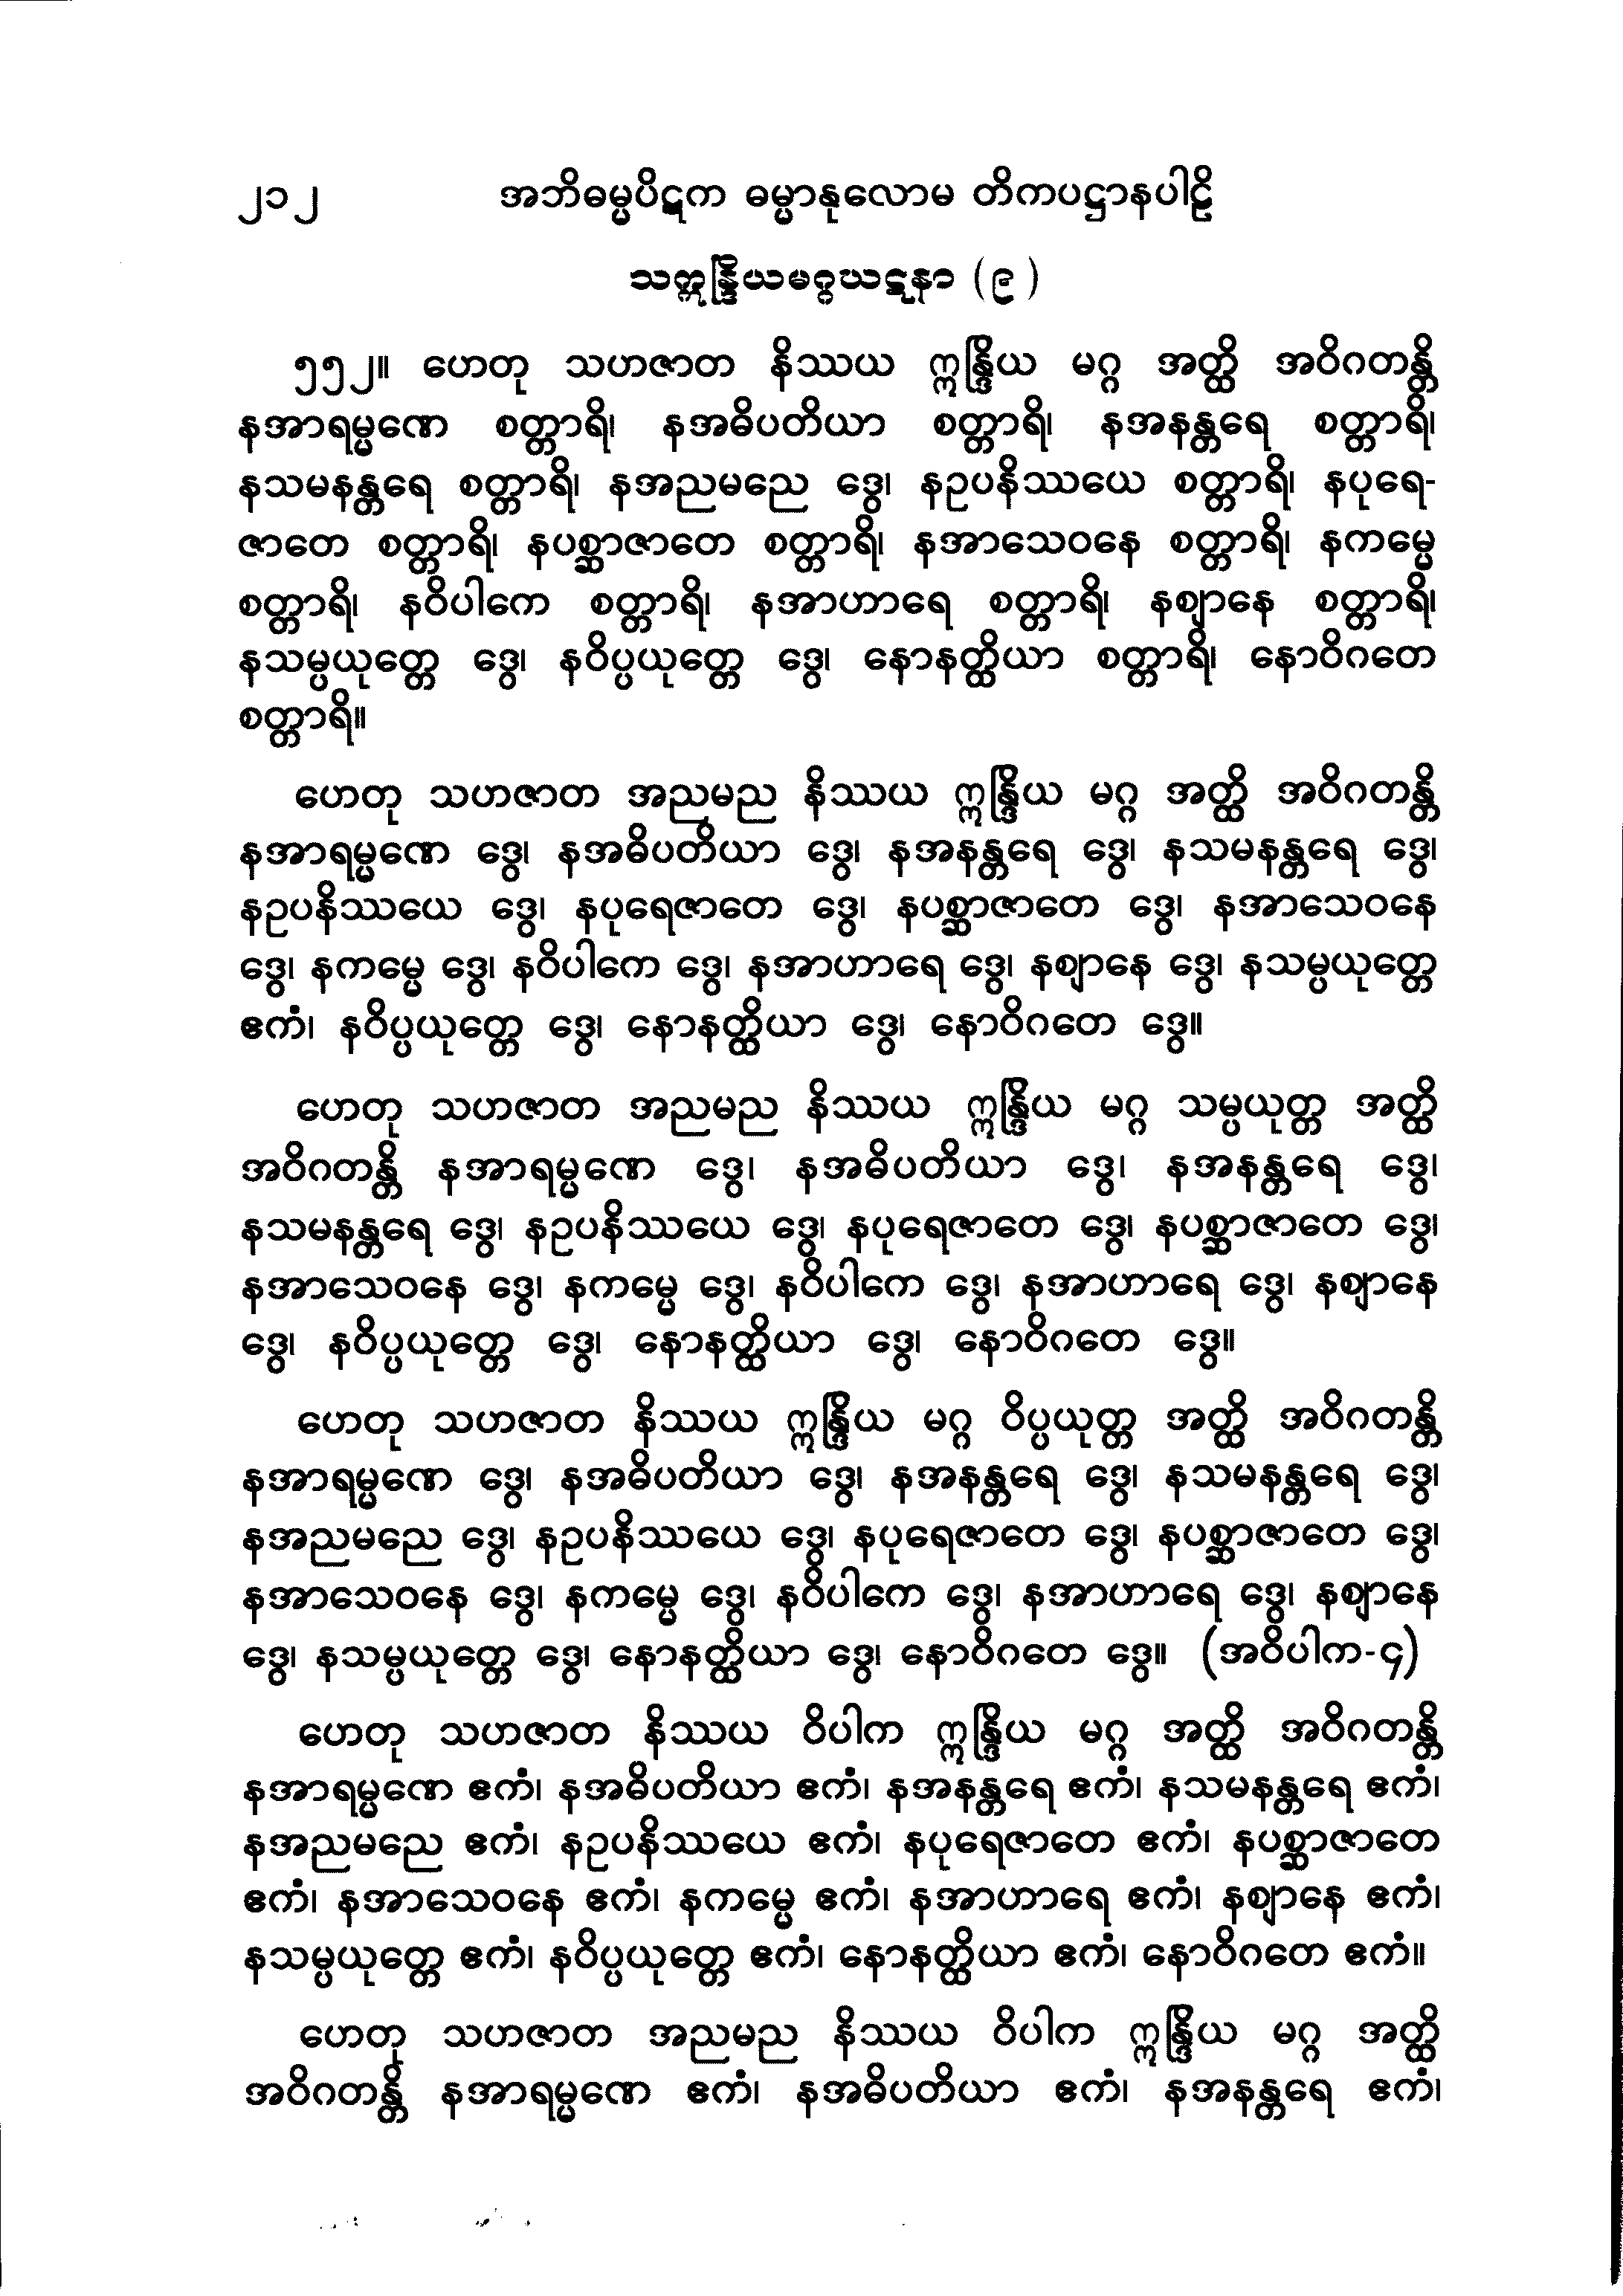 ၂၁၂ အဘိဓမ္မပိဋက ဓမ္မာနုလောမ တိကပဋ္ဌာနပါဠိ
သဣန္ဒြိယမဂ္ဂဃဋနာ (၉)
၅၅၂။ ဟေတု သဟဇာတ နိဿယ ဣန္ဒြိယ မဂ္ဂ အတ္ထိ အဝိဂတန္တိ
နအာရမ္မဏေ စတ္တာရိ၊ နအဓိပတိယာ စတ္တာရိ၊ နအနန္တရေ စတ္တာရိ၊
နသမနန္တရေ စတ္တာရိ၊ နအညမညေ ဒွေ၊ နဥပနိဿယေ စတ္တာရိ၊ နပုရေ-
ဇာတေ စတ္တာရိ၊ နပစ္ဆာဇာတေ စတ္တာရိ၊ နအာသေဝနေ စတ္တာရိ၊ နကမ္မေ
စတ္တာရိ၊ နဝိပါကေ စတ္တာရိ၊ နအာဟာရေ စတ္တာရိ၊ နဈာနေ စတ္တာရိ၊
နသမ္ပယုတ္တေ ဒွေ၊ နဝိပ္ပယုတ္တေ ဒွေ၊ နောနတ္ထိယာ စတ္တာရိ၊ နောဝိဂတေ
စတ္တာရိ။
ဟေတု သဟဇာတ အညမည နိဿယ ဣန္ဒြိယ မဂ္ဂ အတ္ထိ အဝိဂတန္တိ
နအာရမ္မဏေ ဒွေ၊ နအဓိပတိယာ ဒွေ၊ နအနန္တရေ ဒွေ၊ နသမနန္တရေ ဒွေ၊
နဥပနိဿယေ ဒွေ၊ နပုရေဇာတေ ဒွေ၊ နပစ္ဆာဇာတေ ဒွေ၊ နအာသေဝနေ
ဒွေ၊ နကမ္မေ ဒွေ၊ နဝိပါကေ ဒွေ၊ နအာဟာရေ ဒွေ၊ နဈာနေ ဒွေ၊ နသမ္ပယုတ္တေ
ဧကံ၊ နဝိပ္ပယုတ္တေ ဒွေ၊ နောနတ္ထိယာ ဒွေ၊ နောဝိဂတေ ဒွေ။
ဟေတု သဟဇာတ အညမည နိဿယ ဣန္ဒြိယ မဂ္ဂ သမ္ပယုတ္တ အတ္ထိ
အဝိဂတန္တိ နအာရမ္မဏေ ဒွေ၊ နအဓိပတိယာ ဒွေ၊ နအနန္တရေ ဒွေ၊
နသမနန္တရေ ဒွေ၊ နဥပနိဿယေ ဒွေ၊ နပုရေဇာတေ ဒွေ၊ နပစ္ဆာဇာတေ ဒွေ၊
နအာသေဝနေ ဒွေ၊ နကမ္မေ ဒွေ၊ နဝိပါကေ ဒွေ၊ နအာဟာရေ ဒွေ၊ နဈာနေ
ဒွေ၊ နဝိပ္ပယုတ္တေ ဒွေ၊ နောနတ္ထိယာ ဒွေ၊ နောဝိဂတေ ဒွေ။
ဟေတု သဟဇာတ နိဿယ ဣန္ဒြိယ မဂ္ဂ ဝိပ္ပယုတ္တ အတ္ထိ အဝိဂတန္တိ
နအာရမ္မဏေ ဒွေ၊ နအဓိပတိယာ ဒွေ၊ နအနန္တရေ ဒွေ၊ နသမနန္တရေ ဒွေ၊
နအညမညေ ဒွေ၊ နဥပနိဿယေ ဒွေ၊ နပုရေဇာတေ ဒွေ၊ နပစ္ဆာဇာတေ ဒွေ၊
နအာသေဝနေ ဒွေ၊ နကမ္မေ ဒွေ၊ နဝိပါကေ ဒွေ၊ နအာဟာရေ ဒွေ၊ နဈာနေ
ဒွေ၊ နသမ္ပယုတ္တေ ဒွေ၊ နောနတ္ထိယာ ဒွေ၊ နောဝိဂတေ ဒွေ။ (အဝိပါက-၄)
ဟေတု သဟဇာတ နိဿယ ဝိပါက ဣန္ဒြိယ မဂ္ဂ အတ္ထိ အဝိဂတန္တိ
နအာရမ္မဏေ ဧကံ၊ နအဓိပတိယာ ဧကံ၊ နအနန္တရေ ဧကံ၊ နသမနန္တရေ ဧကံ၊
နအညမညေ ဧကံ၊ နဥပနိဿယေ ဧကံ၊ နပုရေဇာတေ ဧကံ၊ နပစ္ဆာဇာတေ
ဧကံ၊ နအာသေဝနေ ဧကံ၊ နကမ္မေ ဧကံ၊ နအာဟာရေ ဧကံ၊ နဈာနေ ဧကံ၊
နသမ္ပယုတ္တေ ဧကံ၊ နဝိပ္ပယုတ္တေ ဧကံ၊ နောနတ္ထိယာ ဧကံ၊ နောဝိဂတေ ဧကံ။
ဟေတု သဟဇာတ အညမည နိဿယ ဝိပါက ဣန္ဒြိယ မဂ္ဂ အတ္ထိ
အဝိဂတန္တိ နအာရမ္မဏေ ဧကံ၊ နအဓိပတိယာ ဧကံ၊ နအနန္တရေ ဧကံ၊